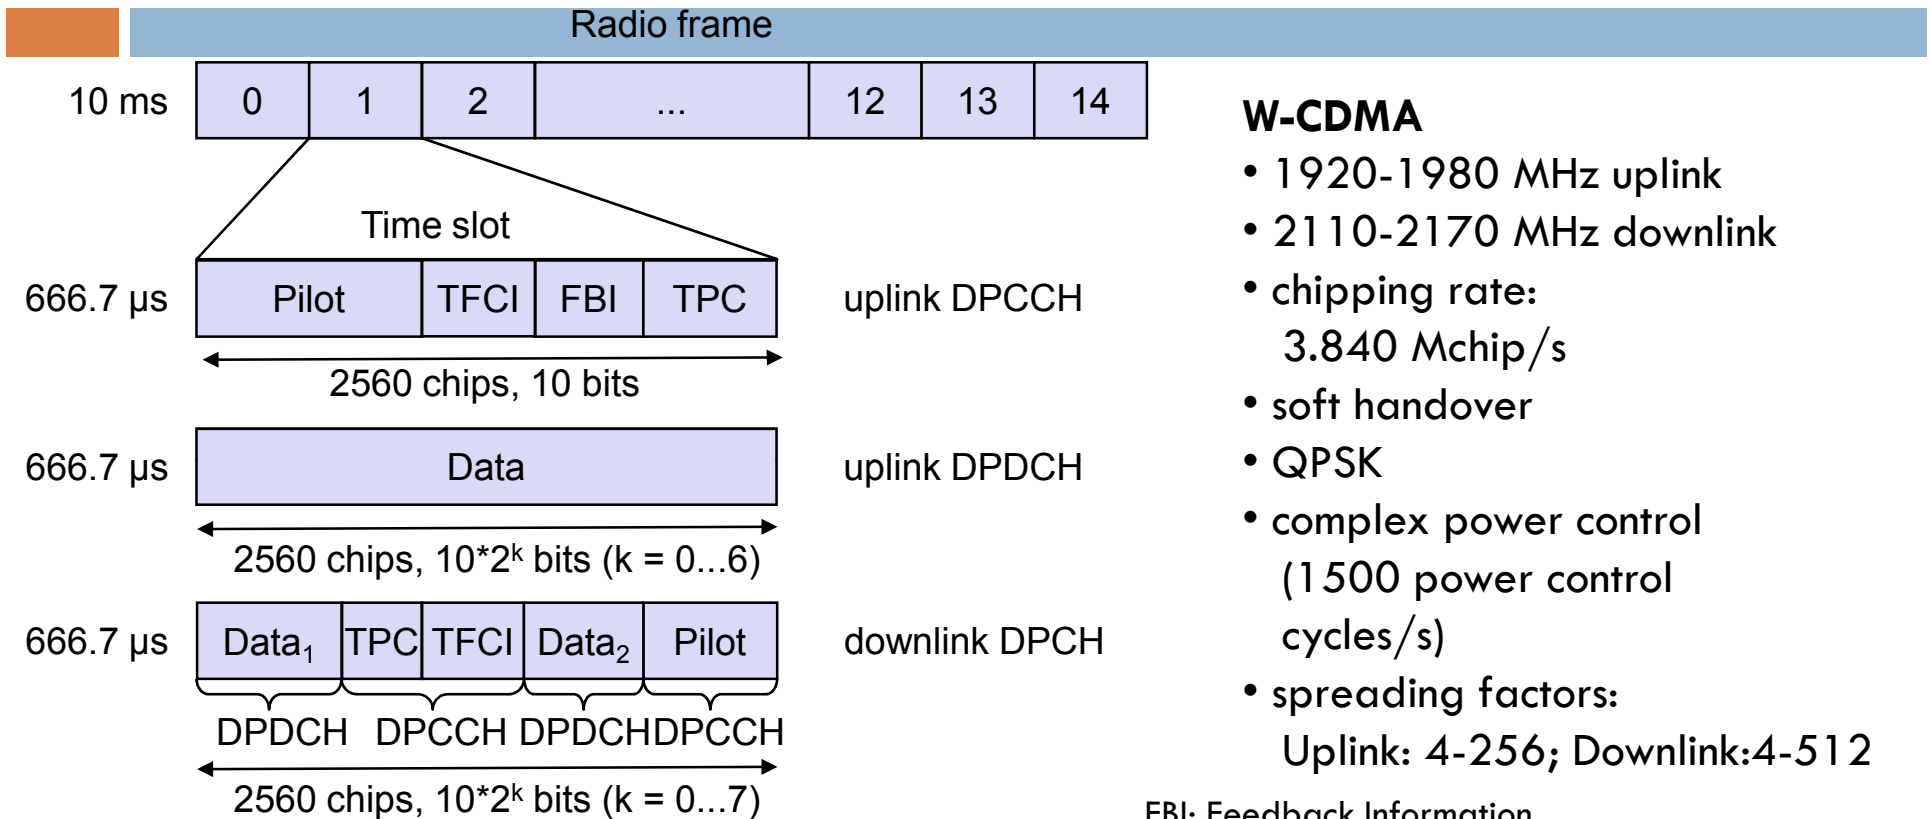 Radio frame
10 ms 0 1 2 ... 12 13 14
Time slot
666.7 µs Pilot TFCI FBI TPC uplink DPCCH
2560 chips, 10 bits
666.7 µs Data uplink DPDCH
2560 chips, 10*2ᵏ bits (k = 0...6)
666.7 µs Data₁ TPC TFCI Data₂ Pilot downlink DPCH
DPDCH DPCCH DPDCH DPCCH
2560 chips, 10*2ᵏ bits (k = 0...7)
W-CDMA
• 1920-1980 MHz uplink
• 2110-2170 MHz downlink
• chipping rate:
3.840 Mchip/s
• soft handover
• QPSK
• complex power control
(1500 power control
cycles/s)
• spreading factors:
Uplink: 4-256; Downlink:4-512
FBI: Feedback Information